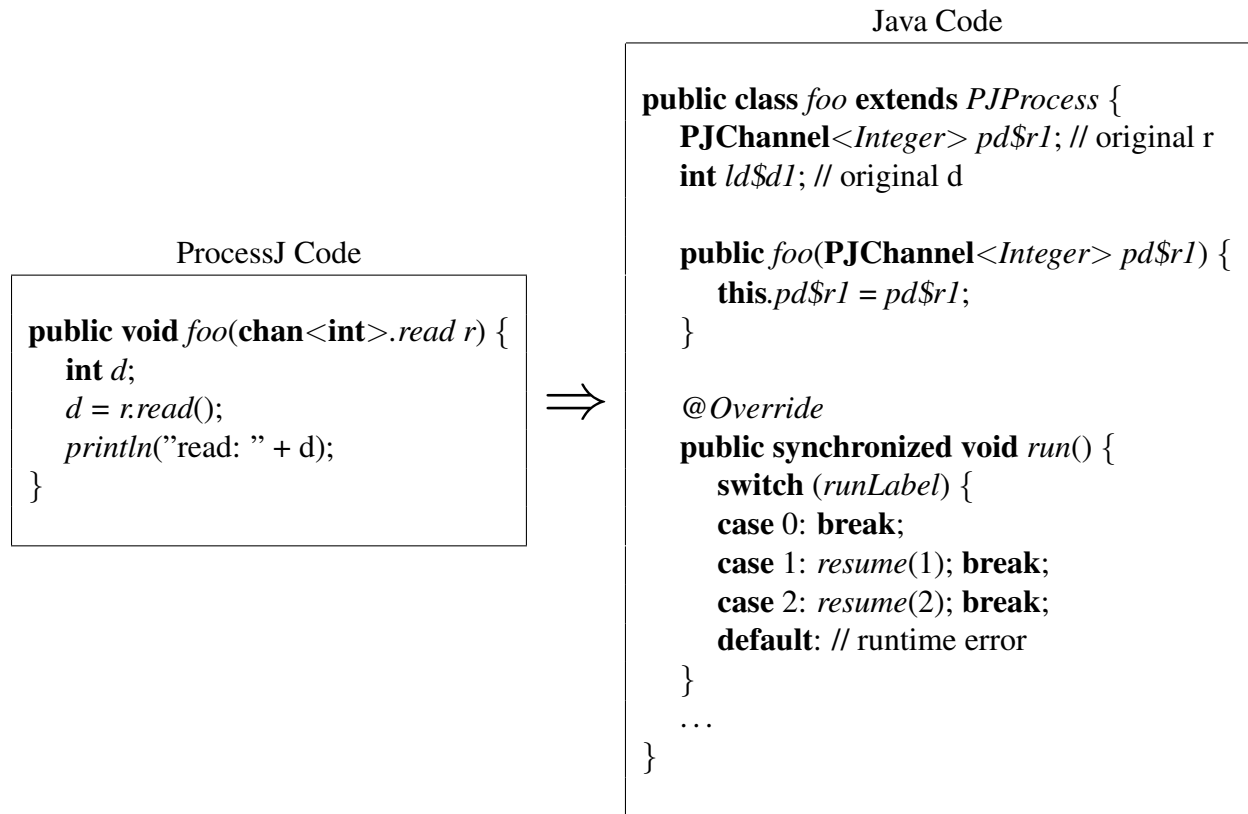 ProcessJ Code
public void foo(chan<int>.read r) {
int d;
d = r.read();
println("read: " + d);
}
⇒
Java Code
public class foo extends PJProcess {
PJChannel<Integer> pd$r1; // original r
int ld$d1; // original d
public foo(PJChannel<Integer> pd$r1) {
this.pd$r1 = pd$r1;
}
@Override
public synchronized void run() {
switch (runLabel) {
case 0: break;
case 1: resume(1); break;
case 2: resume(2); break;
default: // runtime error
}
...
}